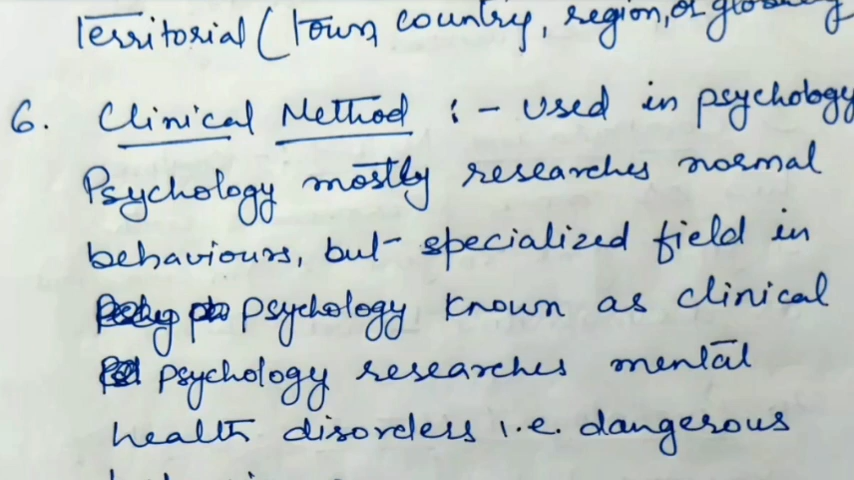 Territorial (Town, country, region, or
6. Clinical Method :- Used in psychology
Psychology mostly researches normal
behaviours, but specialized field in
psychology known as clinical
psychology researches mental
health disorders i.e. dangerous